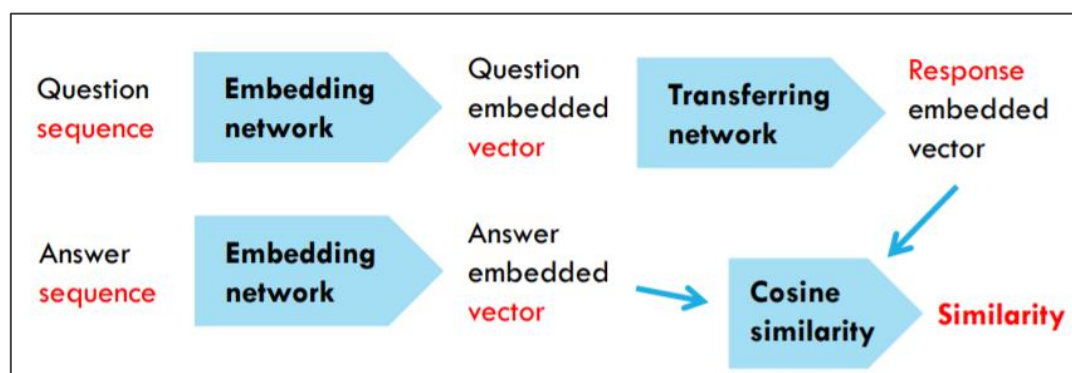 Question
sequence
Embedding
network
Question
embedded
vector
Transferring
network
Response
embedded
vector
Answer
sequence
Embedding
network
Answer
embedded
vector
Cosine
similarity
Similarity